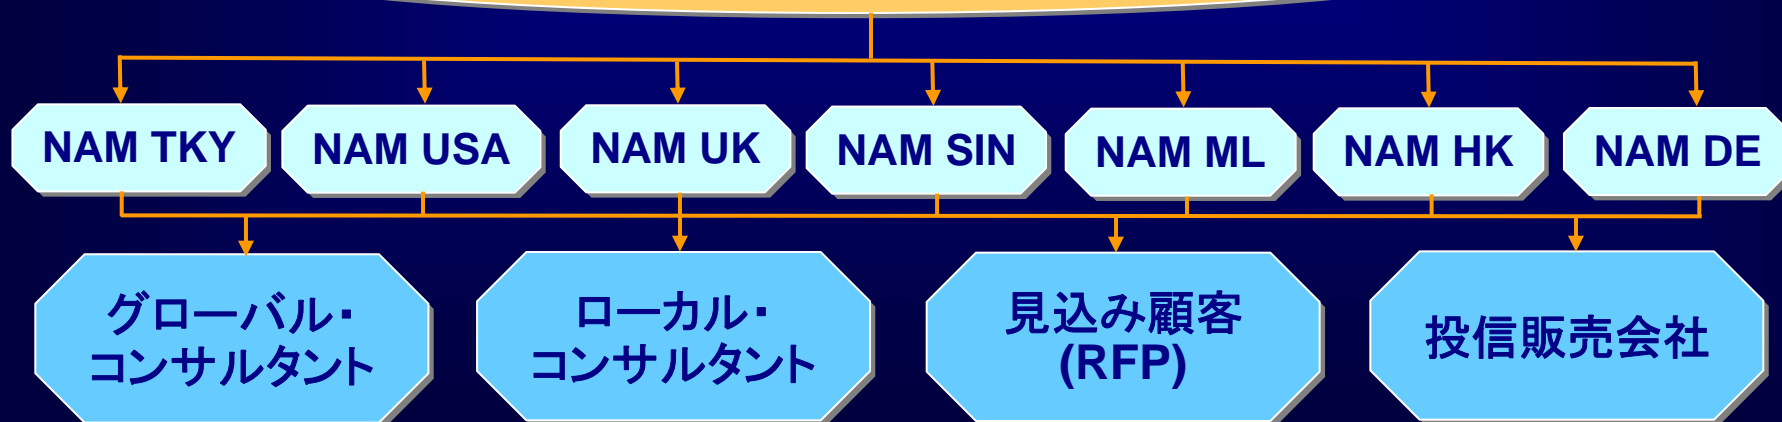 NAM TKY
NAM USA
NAM UK
NAM SIN
NAM ML
NAM HK
NAM DE
グローバル・
コンサルタント
ローカル・
コンサルタント
見込み顧客
(RFP)
投信販売会社